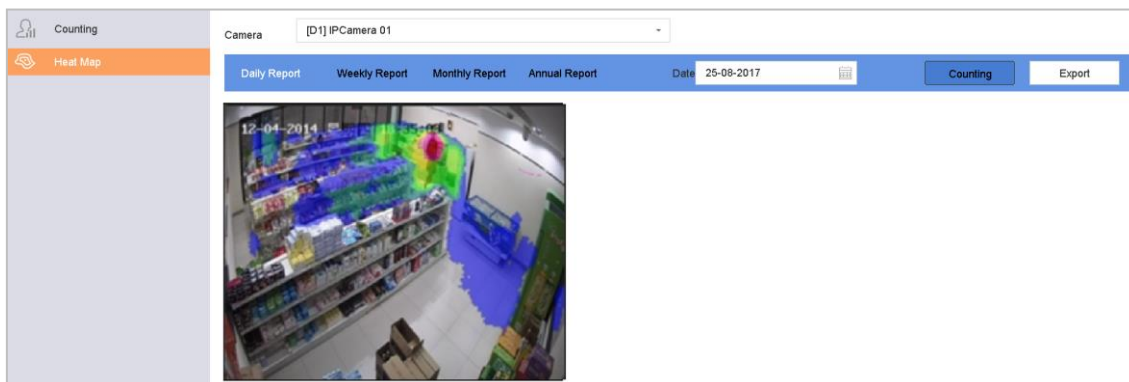 Counting
Heat Map
Camera [D1] IPCamera 01
Daily Report Weekly Report Monthly Report Annual Report Date 25-08-2017 Counting Export
12-04-2014